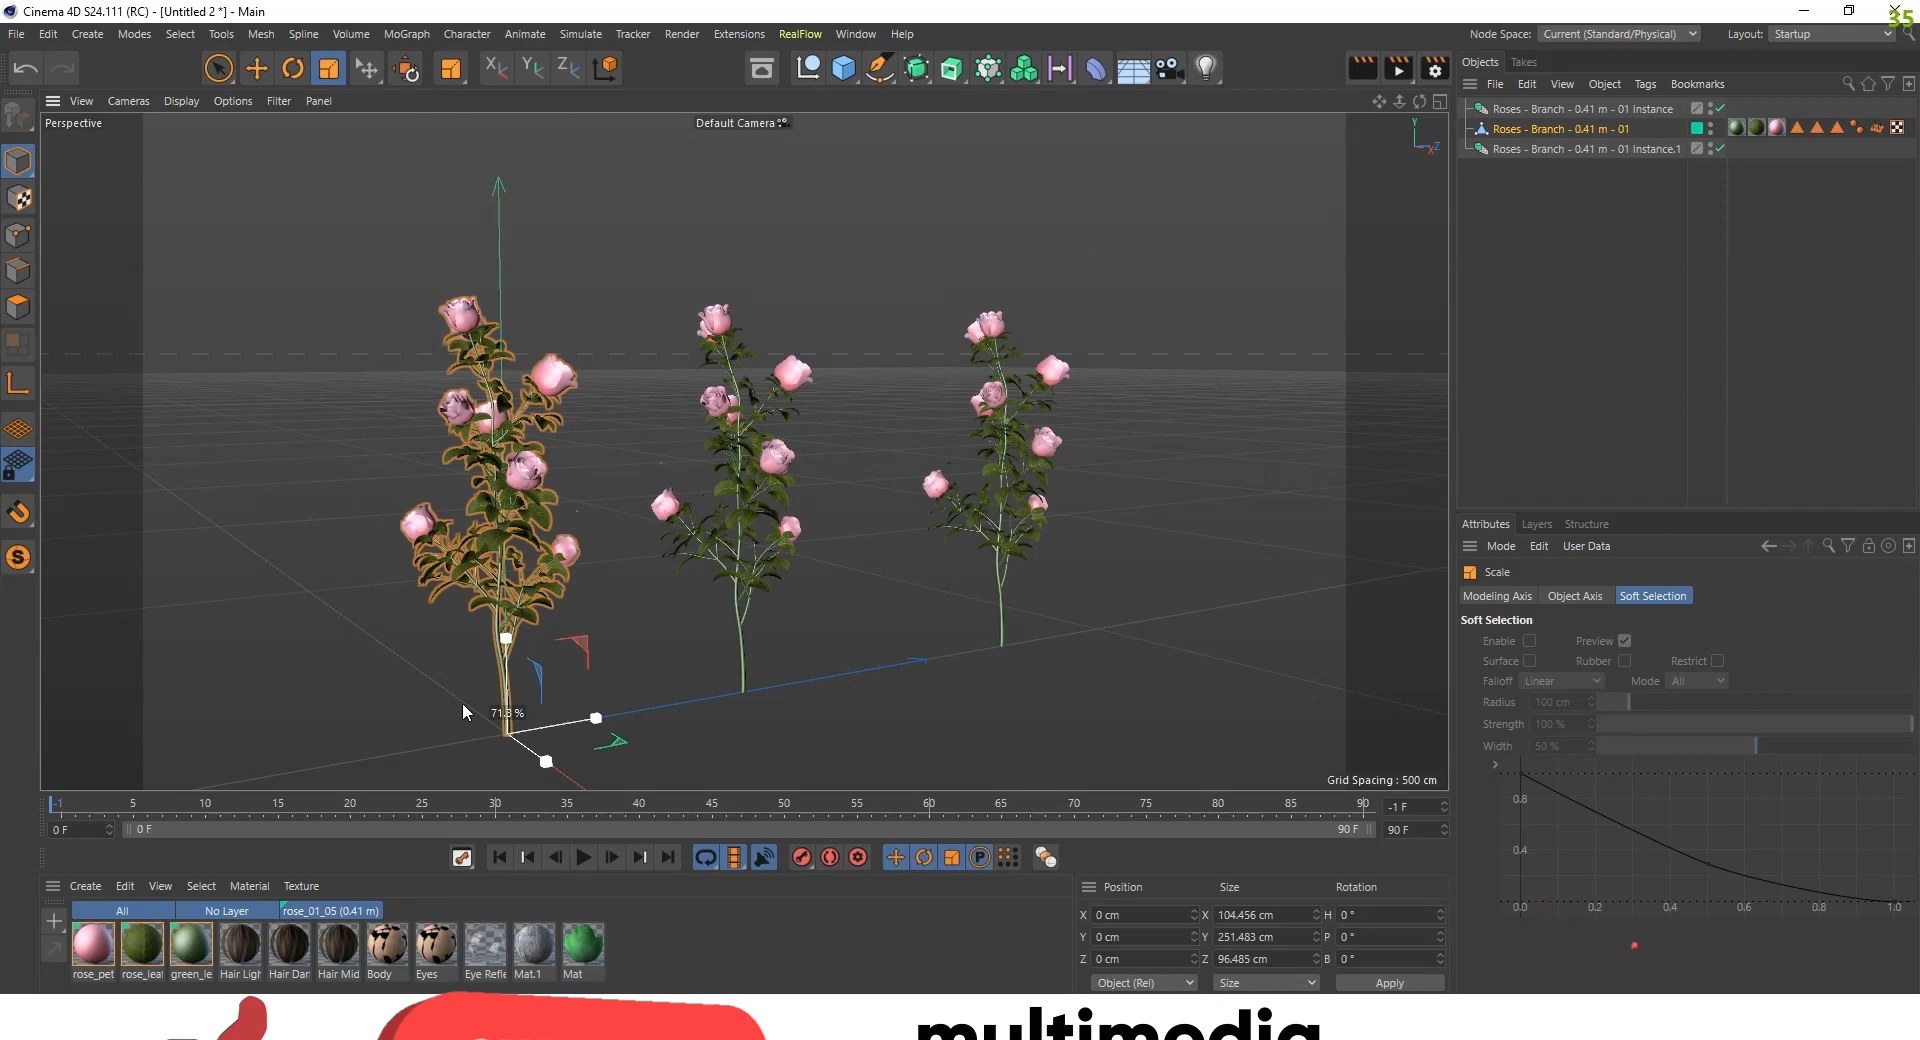 Cinema 4D S24.111 (RC) - [Untitled 2 *] - Main
35
File Edit Create Modes Select Tools Mesh Spline Volume MoGraph Character Animate Simulate Tracker Render Extensions RealFlow Window Help
Node Space: Current (Standard/Physical) Layout: Startup
X Y Z
View Cameras Display Options Filter Panel
Perspective
Default Camera
Y
Z
X
71.3 %
Grid Spacing : 500 cm
Objects Takes
File Edit View Object Tags Bookmarks
Roses - Branch - 0.41 m - 01 Instance
Roses - Branch - 0.41 m - 01
Roses - Branch - 0.41 m - 01 Instance.1
Attributes Layers Structure
Mode Edit User Data
Scale
Modeling Axis Object Axis Soft Selection
Soft Selection
Enable Preview
Surface Rubber Restrict
Falloff Linear Mode All
Radius 100 cm
Strength 100 %
Width 50 %
0.8
0.4
0.0 0.2 0.4 0.6 0.8 1.0
-1 5 10 15 20 25 30 35 40 45 50 55 60 65 70 75 80 85 90 -1 F
0 F 0 F 90 F 90 F
P
Create Edit View Select Material Texture
All No Layer rose_01_05 (0.41 m)
rose_pet rose_leaf green_le Hair Ligh Hair Dar Hair Mid Body Eyes Eye Refle Mat.1 Mat
Position Size Rotation
X 0 cm X 104.456 cm H 0 °
Y 0 cm Y 251.483 cm P 0 °
Z 0 cm Z 96.485 cm B 0 °
Object (Rel) Size Apply
multimedia